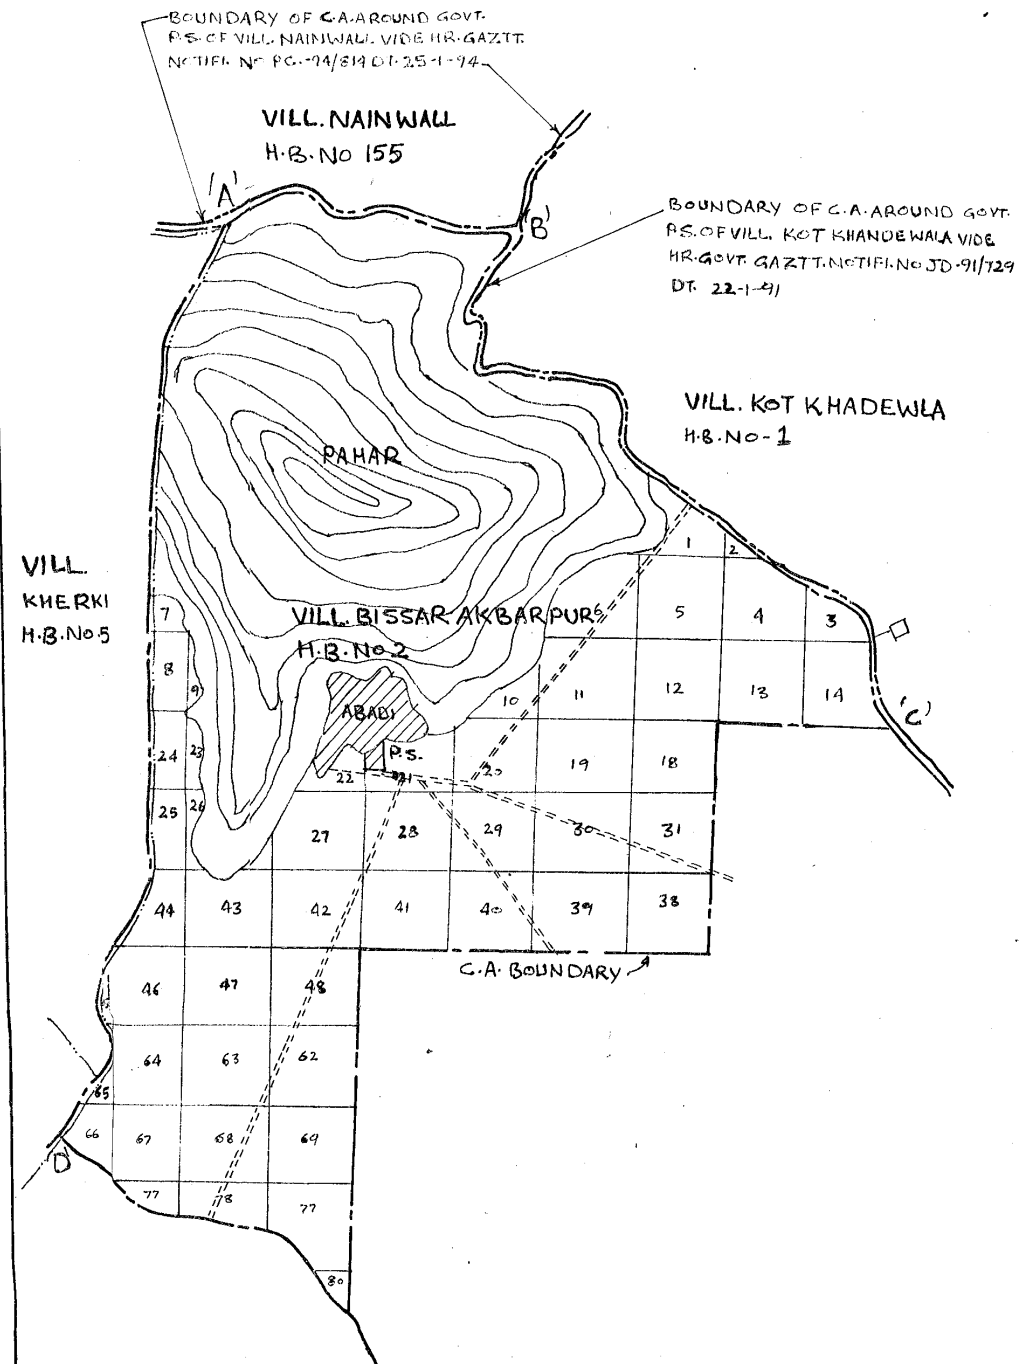 BOUNDARY OF C.A. AROUND GOVT.
P.S. OF VILL. NAINWALL. VIDE HR. GAZTT.
NOTIFI. No PG.-94/819 DT. 25-1-94
VILL. NAINWALL
H.B. No 155
'A'
'B'
BOUNDARY OF C.A. AROUND GOVT.
P.S. OF VILL. KOT KHANDEWALA VIDE
HR. GOVT. GAZTT. NOTIFI. No JD-91/729
DT. 22-1-91
VILL. KOT KHADEWLA
H.B. NO-1
PAHAR
VILL.
KHERKI
H.B. No.5
1
2
VILL. BISSAR AKBARPUR
H.B. No.2
7
6
5
4
3
8
9
10
11
12
13
14
'C'
ABADI
P.S.
24
23
22
21
20
19
18
25
26
27
28
29
30
31
44
43
42
41
40
39
38
C.A. BOUNDARY
46
47
48
64
63
62
65
66
67
68
69
D
77
78
77
80